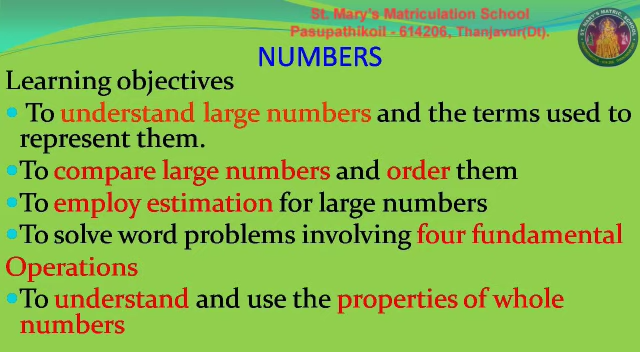 St. Mary's Matriculation School
Pasupathikoil - 614206, Thanjavur(Dt).
NUMBERS
Learning objectives
• To understand large numbers and the terms used to
represent them.
•To compare large numbers and order them
•To employ estimation for large numbers
•To solve word problems involving four fundamental
Operations
•To understand and use the properties of whole
numbers